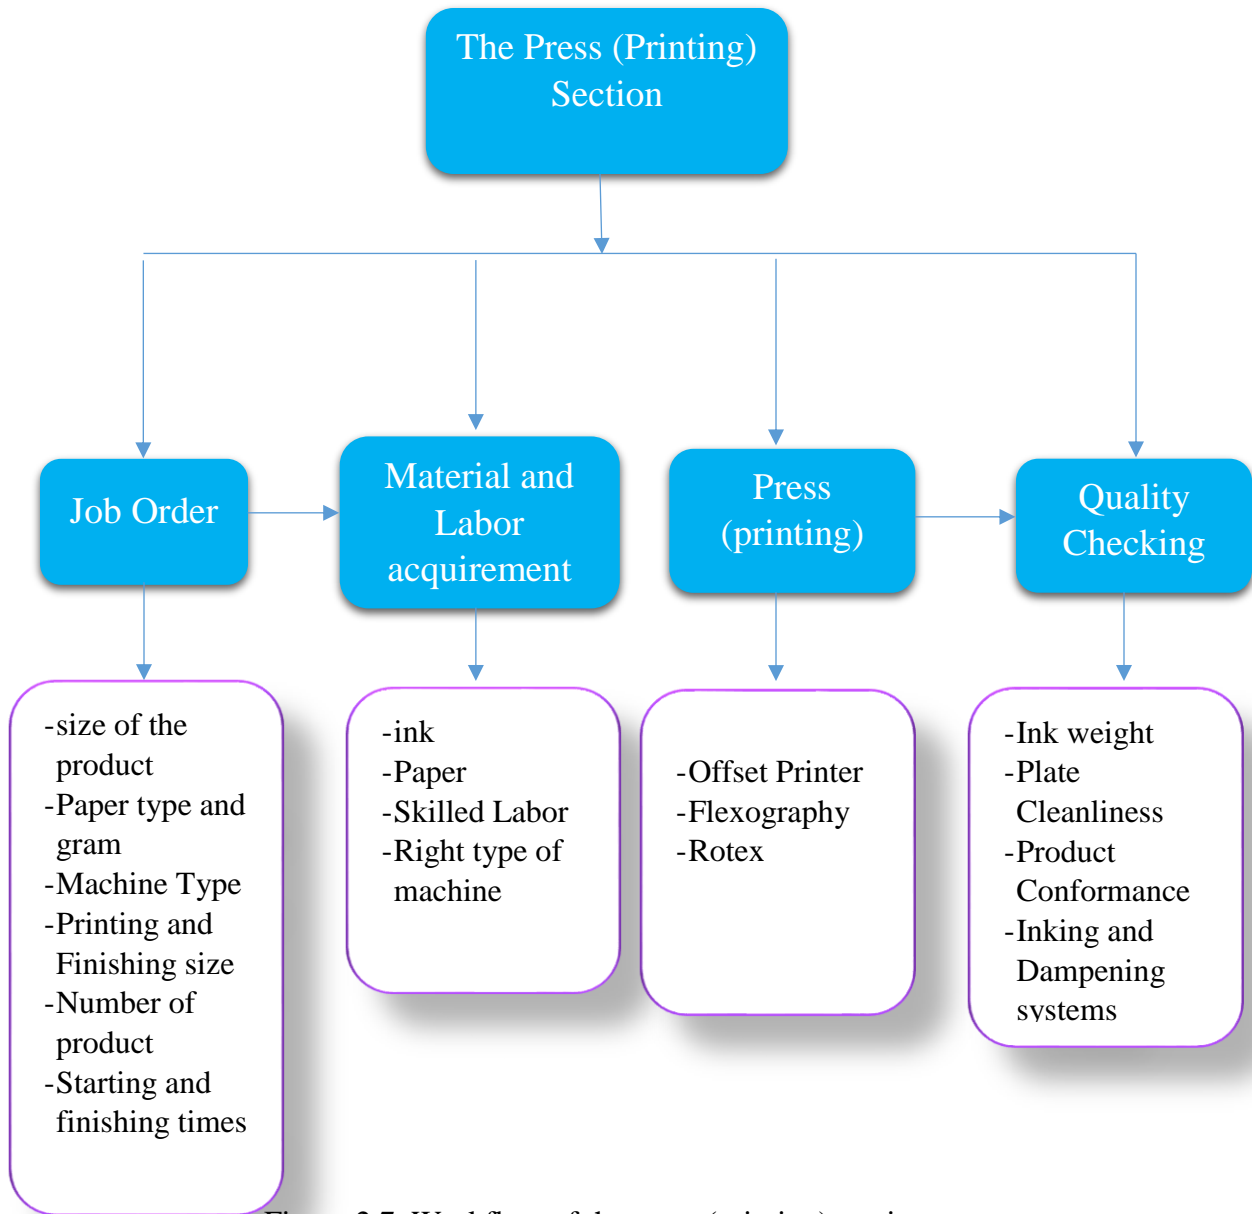 The Press (Printing)
Section
Job Order
Material and
Labor
acquirement
Press
(printing)
Quality
Checking
-size of the
product
-Paper type and
gram
-Machine Type
-Printing and
Finishing size
-Number of
product
-Starting and
finishing times
-ink
-Paper
-Skilled Labor
-Right type of
machine
-Offset Printer
-Flexography
-Rotex
-Ink weight
-Plate
Cleanliness
-Product
Conformance
-Inking and
Dampening
systems